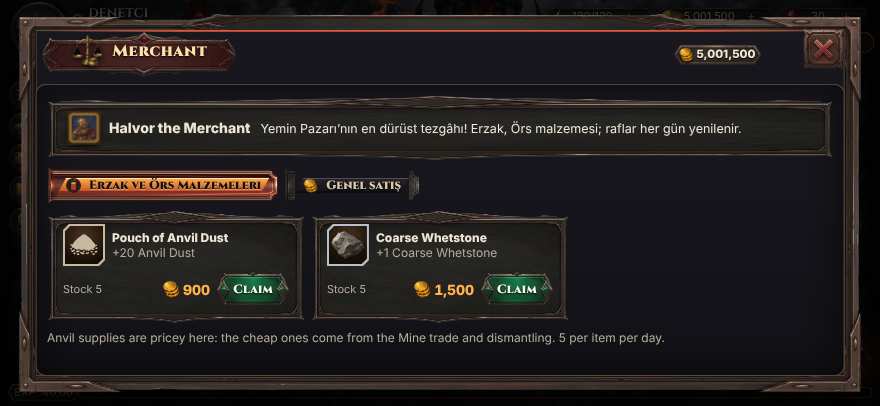 DENETCI
MERCHANT
5,001,500
Halvor the Merchant
Yemin Pazarı'nın en dürüst tezgâhı! Erzak, Örs malzemesi; raflar her gün yenilenir.
ERZAK VE ÖRS MALZEMELERI
GENEL SATIŞ
Pouch of Anvil Dust
+20 Anvil Dust
Stock 5
900
CLAIM
Coarse Whetstone
+1 Coarse Whetstone
Stock 5
1,500
CLAIM
Anvil supplies are pricey here: the cheap ones come from the Mine trade and dismantling. 5 per item per day.